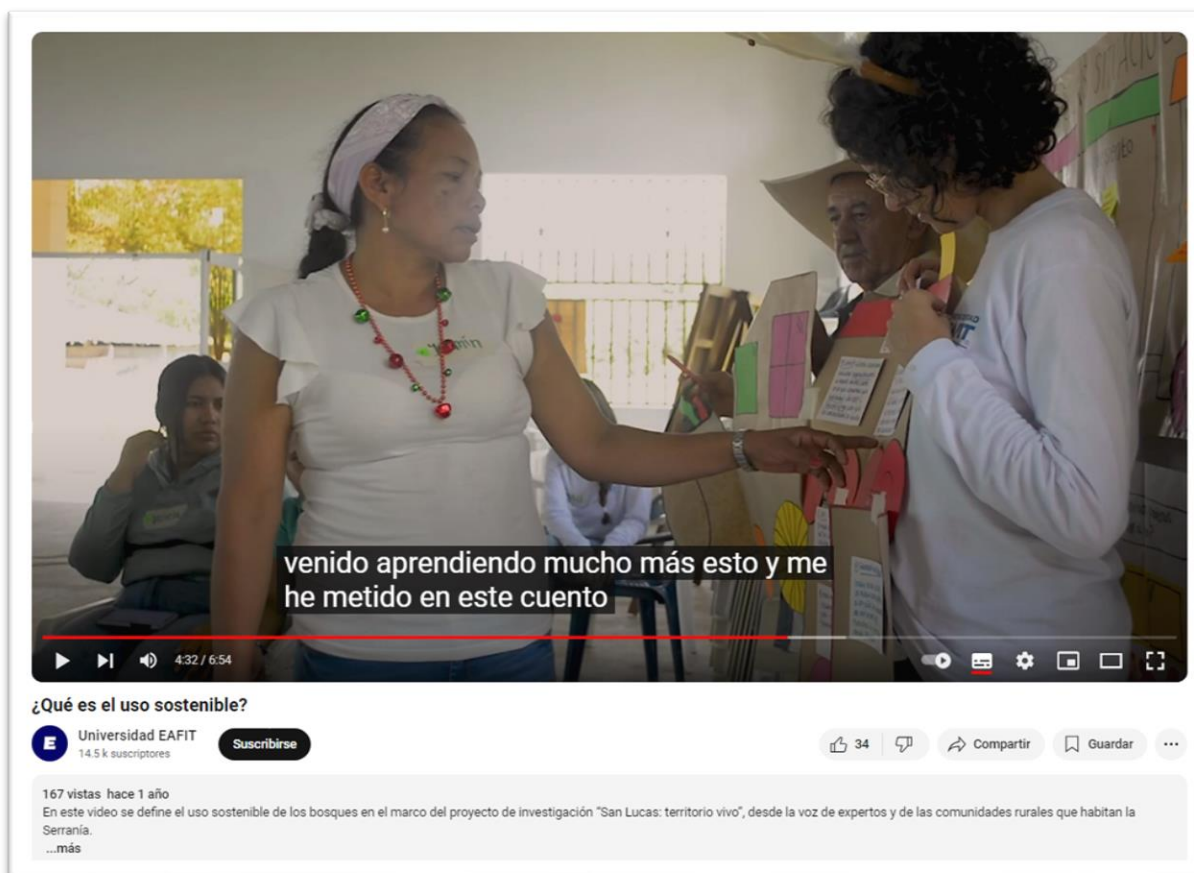 venido aprendiendo mucho más esto y me
he metido en este cuento
4:32 / 6:54
¿Qué es el uso sostenible?
Universidad EAFIT
14.5 k suscriptores
Suscribirse
34
Compartir
Guardar
167 vistas hace 1 año
En este video se define el uso sostenible de los bosques en el marco del proyecto de investigación "San Lucas: territorio vivo", desde la voz de expertos y de las comunidades rurales que habitan la
Serranía.
...más